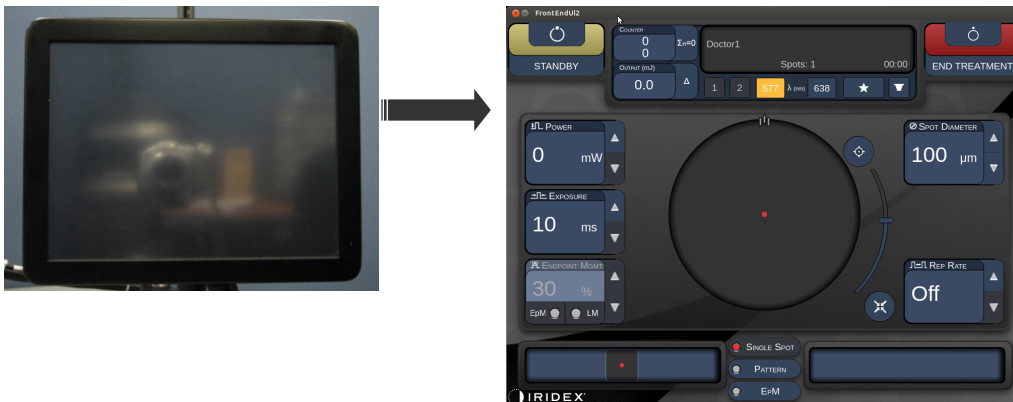 FrontEndUi2
STANDBY
COUNTER
0
0
Σn=0
OUTPUT (mJ)
0.0
Δ
Doctor1
Spots: 1
00:00
1 2 577 λ (nm) 638
END TREATMENT
POWER
0 mW
EXPOSURE
10 ms
ENDPOINT MGMT
30 %
EpM LM
SPOT DIAMETER
100 µm
REP RATE
Off
SINGLE SPOT
PATTERN
EPM
IRIDEX